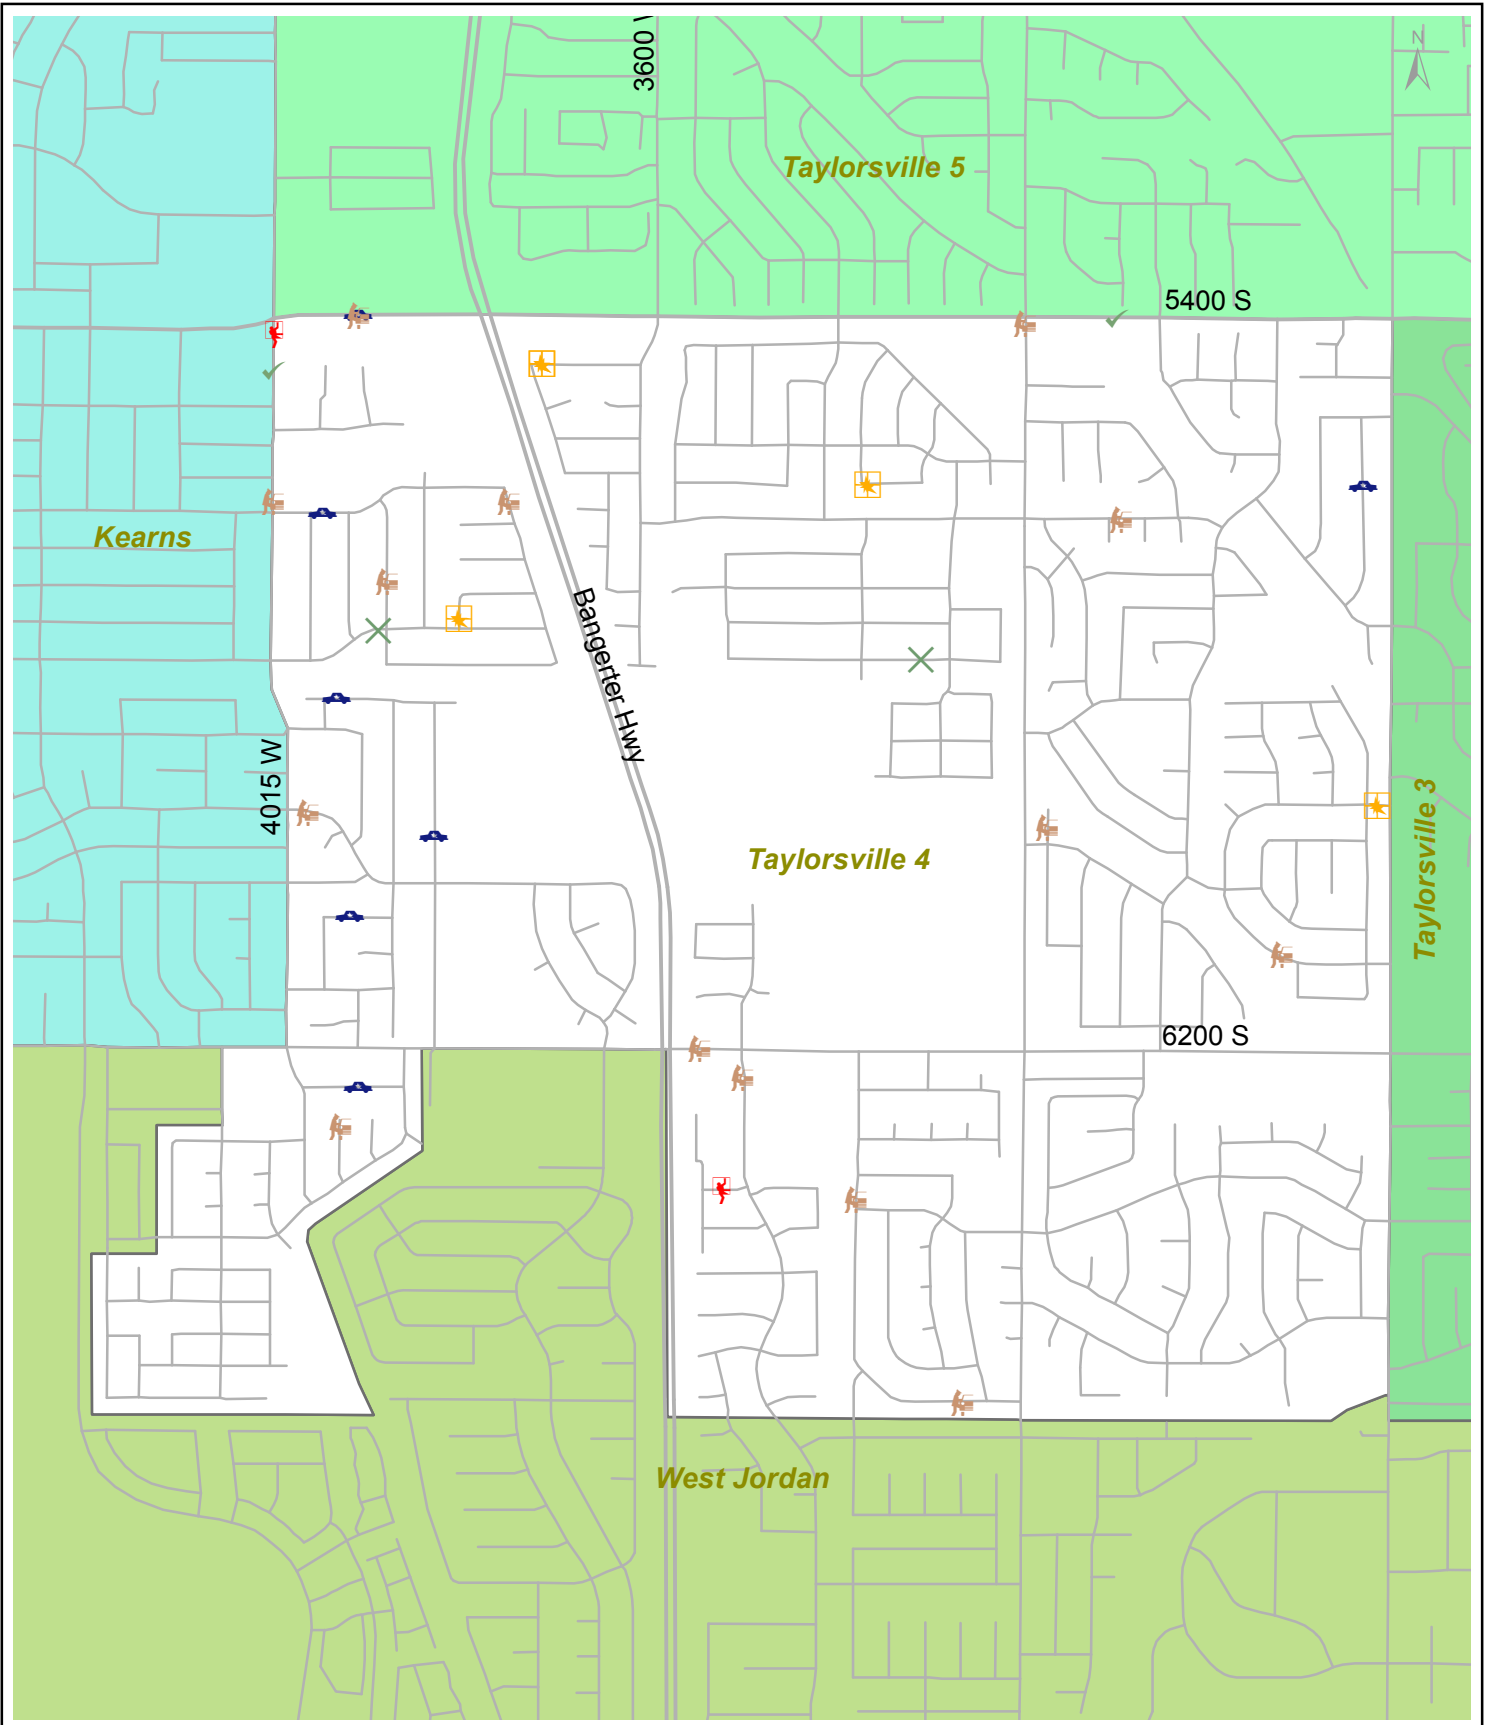 3600 W
N
Taylorsville 5
5400 S
Kearns
Bangerter Hwy
4015 W
Taylorsville 4
Taylorsville 3
6200 S
West Jordan